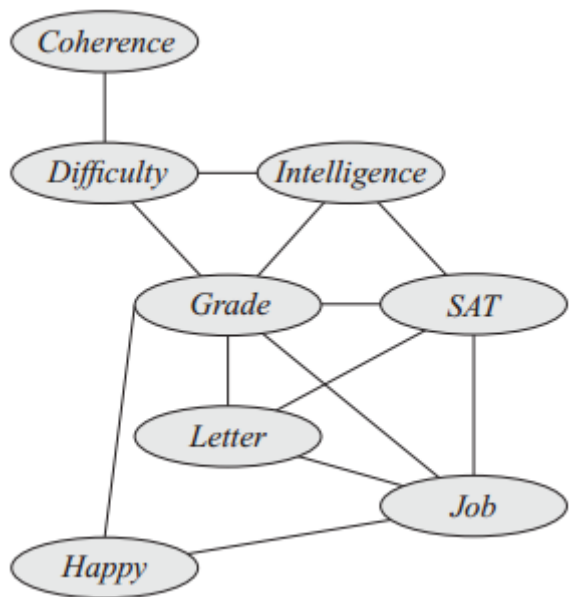 Coherence
Difficulty Intelligence
Grade SAT
Letter
Job
Happy